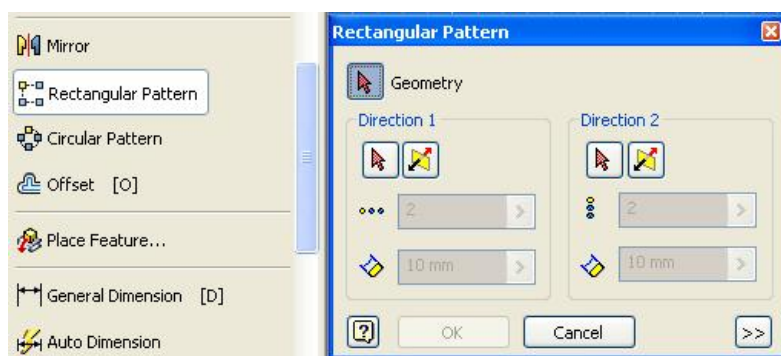 Mirror
Rectangular Pattern
Circular Pattern
Offset [O]
Place Feature...
General Dimension [D]
Auto Dimension
Rectangular Pattern
Geometry
Direction 1
Direction 2
2
2
10 mm
10 mm
OK
Cancel
>>